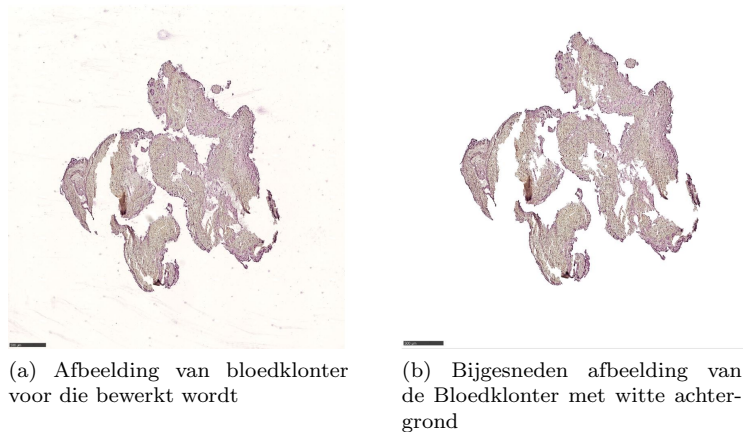 (a) Afbeelding van bloedklonter
voor die bewerkt wordt
(b) Bijgesneden afbeelding van
de Bloedklonter met witte achter-
grond